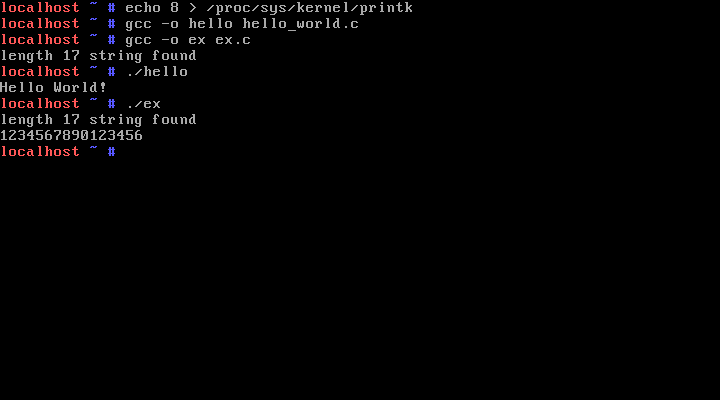 localhost ~ # echo 8 > /proc/sys/kernel/printk
localhost ~ # gcc -o hello hello_world.c
localhost ~ # gcc -o ex ex.c
length 17 string found
localhost ~ # ./hello
Hello World!
localhost ~ # ./ex
length 17 string found
1234567890123456
localhost ~ #